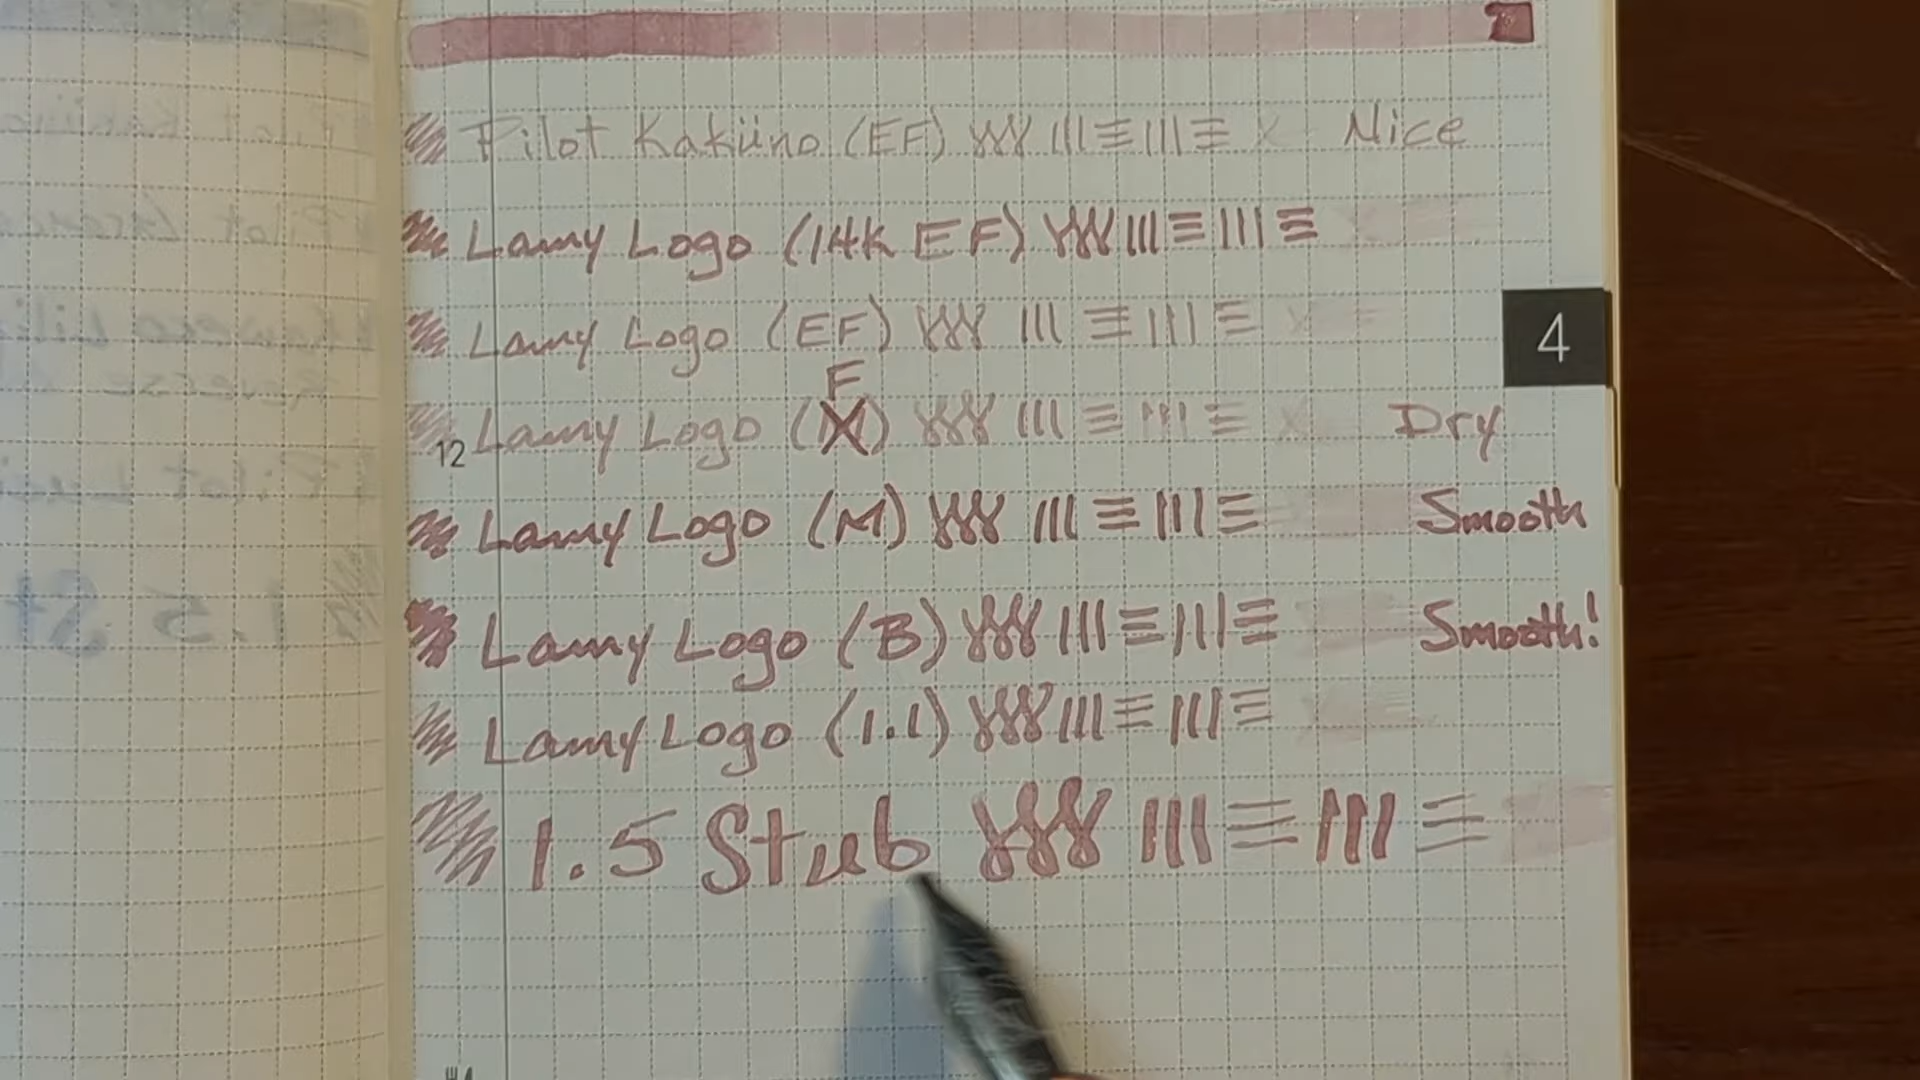 Pilot Kaküno (EF) Nice
Lamy Logo (14k EF)
4
Lamy Logo (EF)
F
12 Lamy Logo (M) Dry
Lamy Logo (M) Smooth
Lamy Logo (B) Smooth!
Lamy Logo (1.1)
1.5 Stub